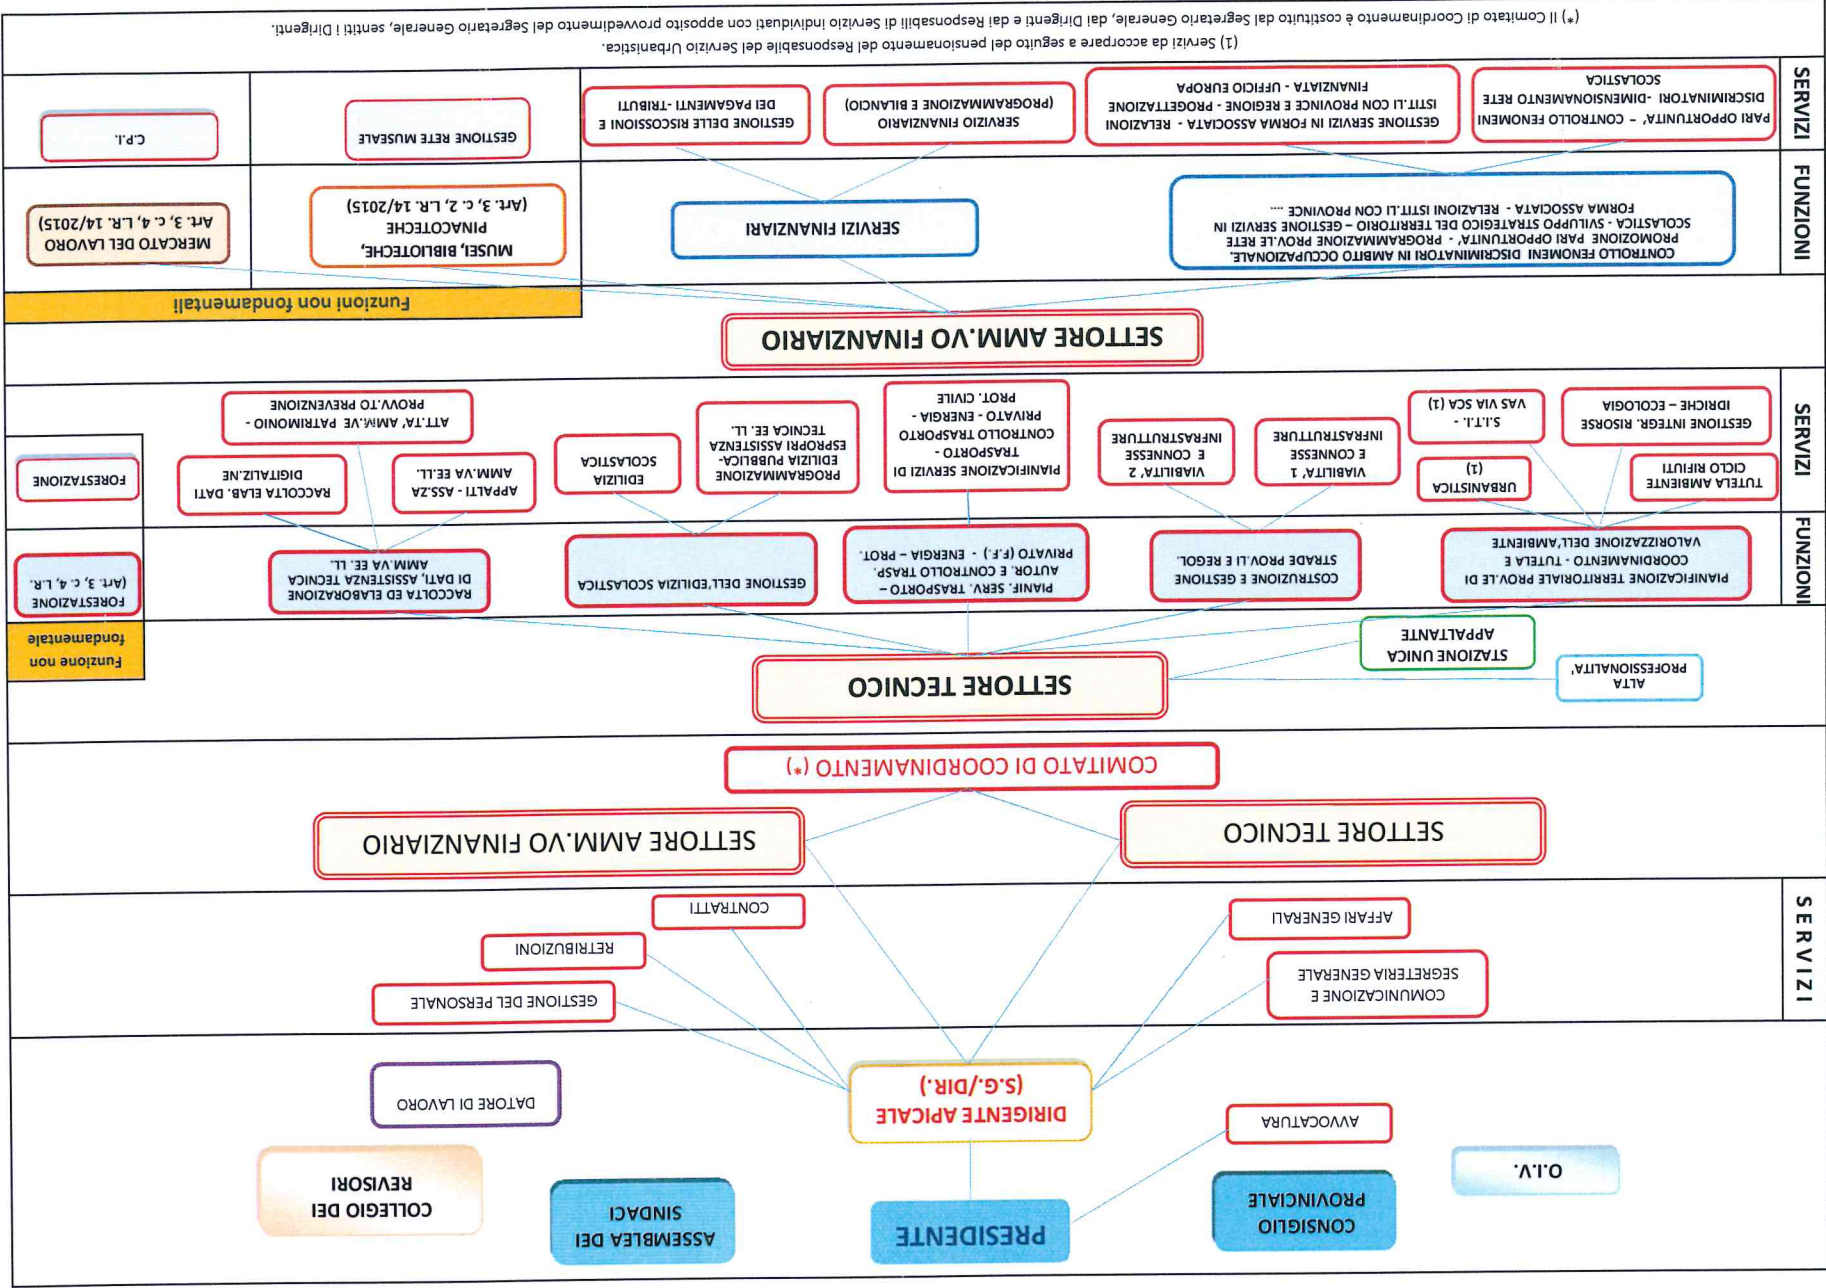 O.I.V.
CONSIGLIO
PROVINCIALE
PRESIDENTE
ASSEMBLEA DEI
SINDACI
COLLEGIO DEI
REVISORI
AVVOCATURA
DIRIGENTE APICALE
(S.G./DIR.)
DATORE DI LAVORO
SERVIZI
COMUNICAZIONE E
SEGRETERIA GENERALE
AFFARI GENERALI
GESTIONE DEL PERSONALE
RETRIBUZIONI
CONTRATTI
SETTORE TECNICO
SETTORE AMM.VO FINANZIARIO
COMITATO DI COORDINAMENTO (*)
ALTA
PROFESSIONALITA'
STAZIONE UNICA
APPALTANTE
SETTORE TECNICO
Funzione non
fondamentale
FUNZIONI
PIANIFICAZIONE TERRITORIALE PROV.LE DI
COORDINAMENTO - TUTELA E
VALORIZZAZIONE DELL'AMBIENTE
COSTRUZIONE E GESTIONE
STRADE PROV.LI E REGOL.
PIANIF. SERV. TRASPORTO –
AUTOR. E CONTROLLO TRASP.
PRIVATO (F.F.) - ENERGIA – PROT.
GESTIONE DELL'EDILIZIA SCOLASTICA
RACCOLTA ED ELABORAZIONE
DI DATI, ASSISTENZA TECNICA
AMM.VA EE. LL.
FORESTAZIONE
(Art. 3, c. 4, L.R.
SERVIZI
TUTELA AMBIENTE
CICLO RIFIUTI
URBANISTICA
(1)
GESTIONE INTEGR. RISORSE
IDRICHE – ECOLOGIA
S.I.T.I. -
VAS VIA SCA (1)
VIABILITA' 1
E CONNESSE
INFRASTRUTTURE
VIABILITA' 2
E CONNESSE
INFRASTRUTTURE
PIANIFICAZIONE SERVIZI DI
TRASPORTO -
CONTROLLO TRASPORTO
PRIVATO - ENERGIA -
PROT. CIVILE
PROGRAMMAZIONE
EDILIZIA PUBBLICA-
ESPROPRI ASSISTENZA
TECNICA EE. LL.
EDILIZIA
SCOLASTICA
APPALTI - ASS.ZA
AMM.VA EE.LL.
RACCOLTA ELAB. DATI
DIGITALIZ.NE
ATT.TA' AMM.VE PATRIMONIO -
PROVV.TO PREVENZIONE
FORESTAZIONE
SETTORE AMM.VO FINANZIARIO
Funzioni non fondamentali
FUNZIONI
CONTROLLO FENOMENI DISCRIMINATORI IN AMBITO OCCUPAZIONALE.
PROMOZIONE PARI OPPORTUNITA' - PROGRAMMAZIONE PROV.LE RETE
SCOLASTICA - SVILUPPO STRATEGICO DEL TERRITORIO – GESTIONE SERVIZI IN
FORMA ASSOCIATA - RELAZIONI ISTIT.LI CON PROVINCE ....
SERVIZI FINANZIARI
MUSEI, BIBLIOTECHE,
PINACOTECHE
(Art. 3, c. 2, L.R. 14/2015)
MERCATO DEL LAVORO
Art. 3, c. 4, L.R. 14/2015)
SERVIZI
PARI OPPORTUNITA' – CONTROLLO FENOMENI
DISCRIMINATORI -DIMENSIONAMENTO RETE
SCOLASTICA
GESTIONE SERVIZI IN FORMA ASSOCIATA - RELAZIONI
ISTIT.LI CON PROVINCE E REGIONE - PROGETTAZIONE
FINANZIATA - UFFICIO EUROPA
SERVIZIO FINANZIARIO
(PROGRAMMAZIONE E BILANCIO)
GESTIONE DELLE RISCOSSIONI E
DEI PAGAMENTI -TRIBUTI
GESTIONE RETE MUSEALE
C.P.I.
(1) Servizi da accorpare a seguito del pensionamento del Responsabile del Servizio Urbanistica.
(*) Il Comitato di Coordinamento è costituito dal Segretario Generale, dai Dirigenti e dai Responsabili di Servizio individuati con apposito provvedimento del Segretario Generale, sentiti i Dirigenti.